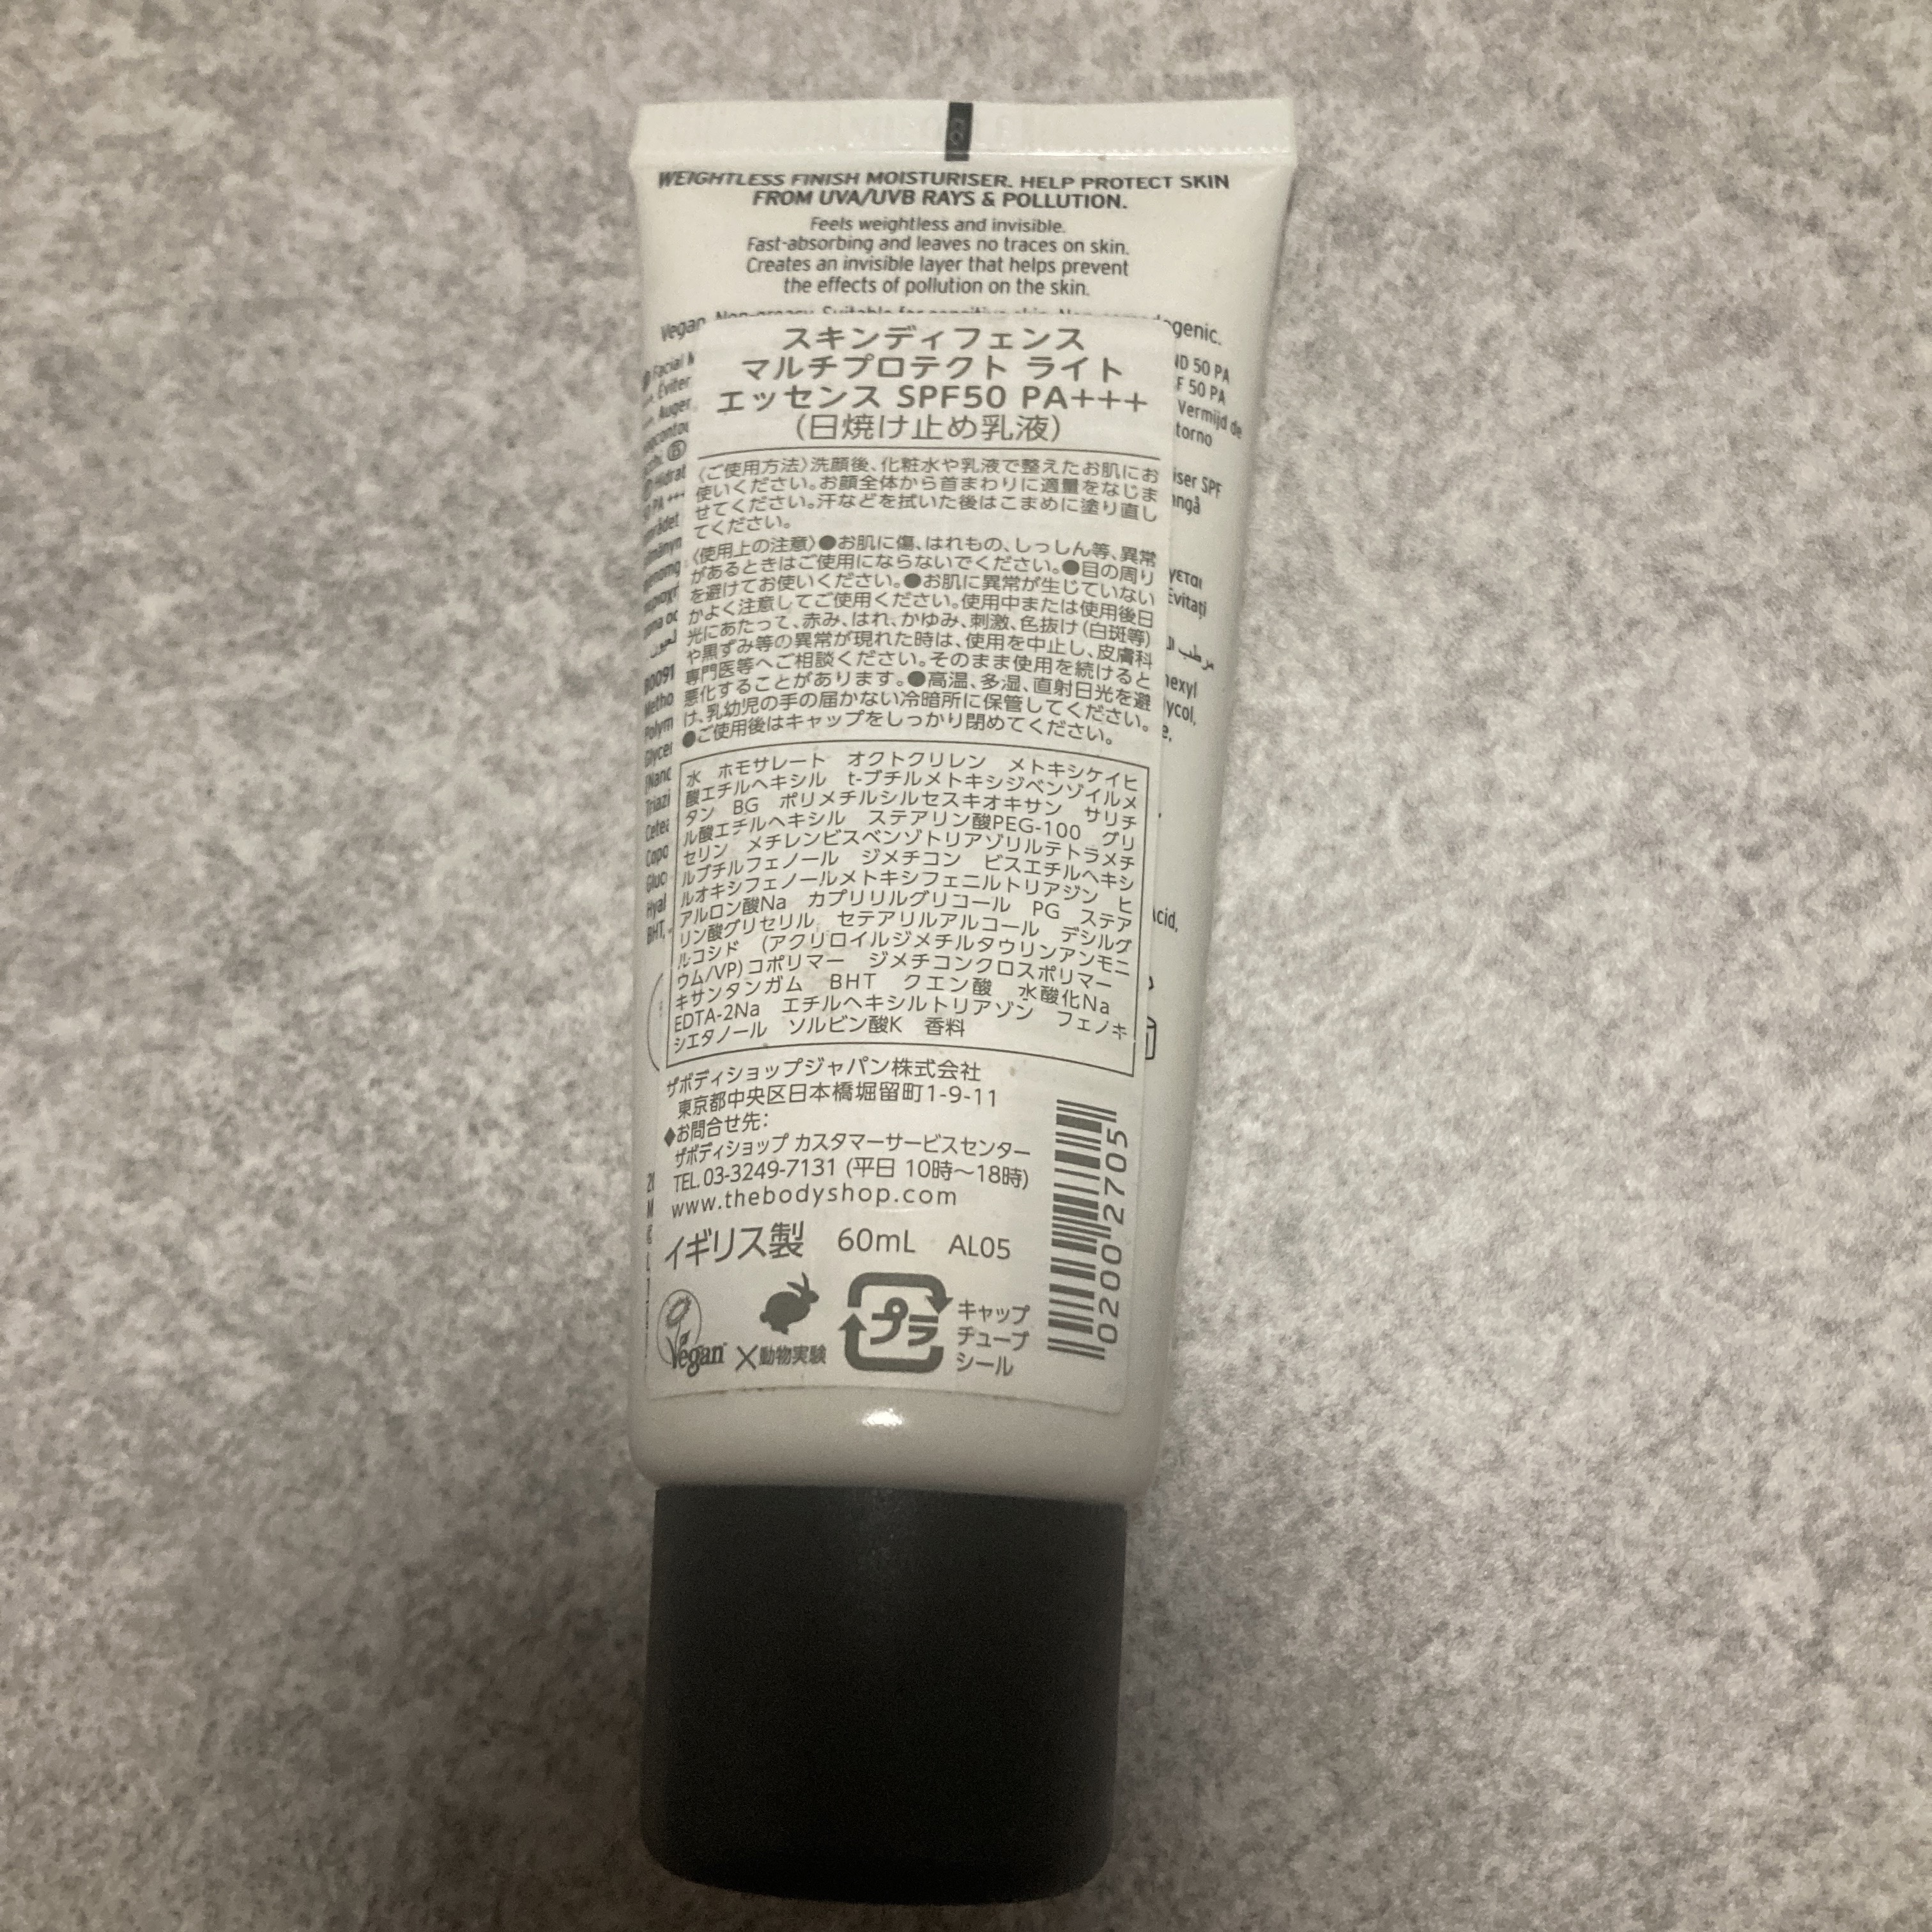 WEIGHTLESS FINISH MOISTURISER. HELP PROTECT SKIN
FROM UVA/UVB RAYS & POLLUTION.
Feels weightless and invisible.
Fast-absorbing and leaves no traces on skin.
Creates an invisible layer that helps prevent
the effects of pollution on the skin.
Vegan.
スキンディフェンス
マルチプロテクト ライト
エッセンス SPF50 PA+++
(日焼け止め乳液)
〈ご使用方法〉洗顔後、化粧水や乳液で整えたお肌にお
使いください。お顔全体から首まわりに適量をなじま
せてください。汗などを拭いた後はこまめに塗り直し
てください。
〈使用上の注意〉●お肌に傷、はれもの、しっしん等、異常
があるときはご使用にならないでください。●目の周り
を避けてお使いください。●お肌に異常が生じていない
かよく注意してご使用ください。使用中または使用後日
光にあたって、赤み、はれ、かゆみ、刺激、色抜け(白斑等)
や黒ずみ等の異常が現れた時は、使用を中止し、皮膚科
専門医等へご相談ください。そのまま使用を続けると
悪化することがあります。●高温、多湿、直射日光を避
け、乳幼児の手の届かない冷暗所に保管してください。
●ご使用後はキャップをしっかり閉めてください。
水 ホモサレート オクトクリレン メトキシケイヒ
酸エチルヘキシル t-ブチルメトキシジベンゾイルメ
タン BG ポリメチルシルセスキオキサン サリチ
ル酸エチルヘキシル ステアリン酸PEG-100 グリ
セリン メチレンビスベンゾトリアゾリルテトラメチ
ルブチルフェノール ジメチコン ビスエチルヘキシ
ルオキシフェノールメトキシフェニルトリアジン ヒ
アルロン酸Na カプリリルグリコール PG ステア
リン酸グリセリル セテアリルアルコール デシルグ
ルコシド (アクリロイルジメチルタウリンアンモニ
ウム/VP)コポリマー ジメチコンクロスポリマー
キサンタンガム BHT クエン酸 水酸化Na
EDTA-2Na エチルヘキシルトリアゾン フェノキ
シエタノール ソルビン酸K 香料
ザボディショップジャパン株式会社
東京都中央区日本橋堀留町1-9-11
◆お問合せ先:
ザボディショップ カスタマーサービスセンター
TEL. 03-3249-7131 (平日 10時〜18時)
www.thebodyshop.com
イギリス製 60mL AL05
Vegan
×動物実験
プラ
キャップ
チューブ
シール
02002705